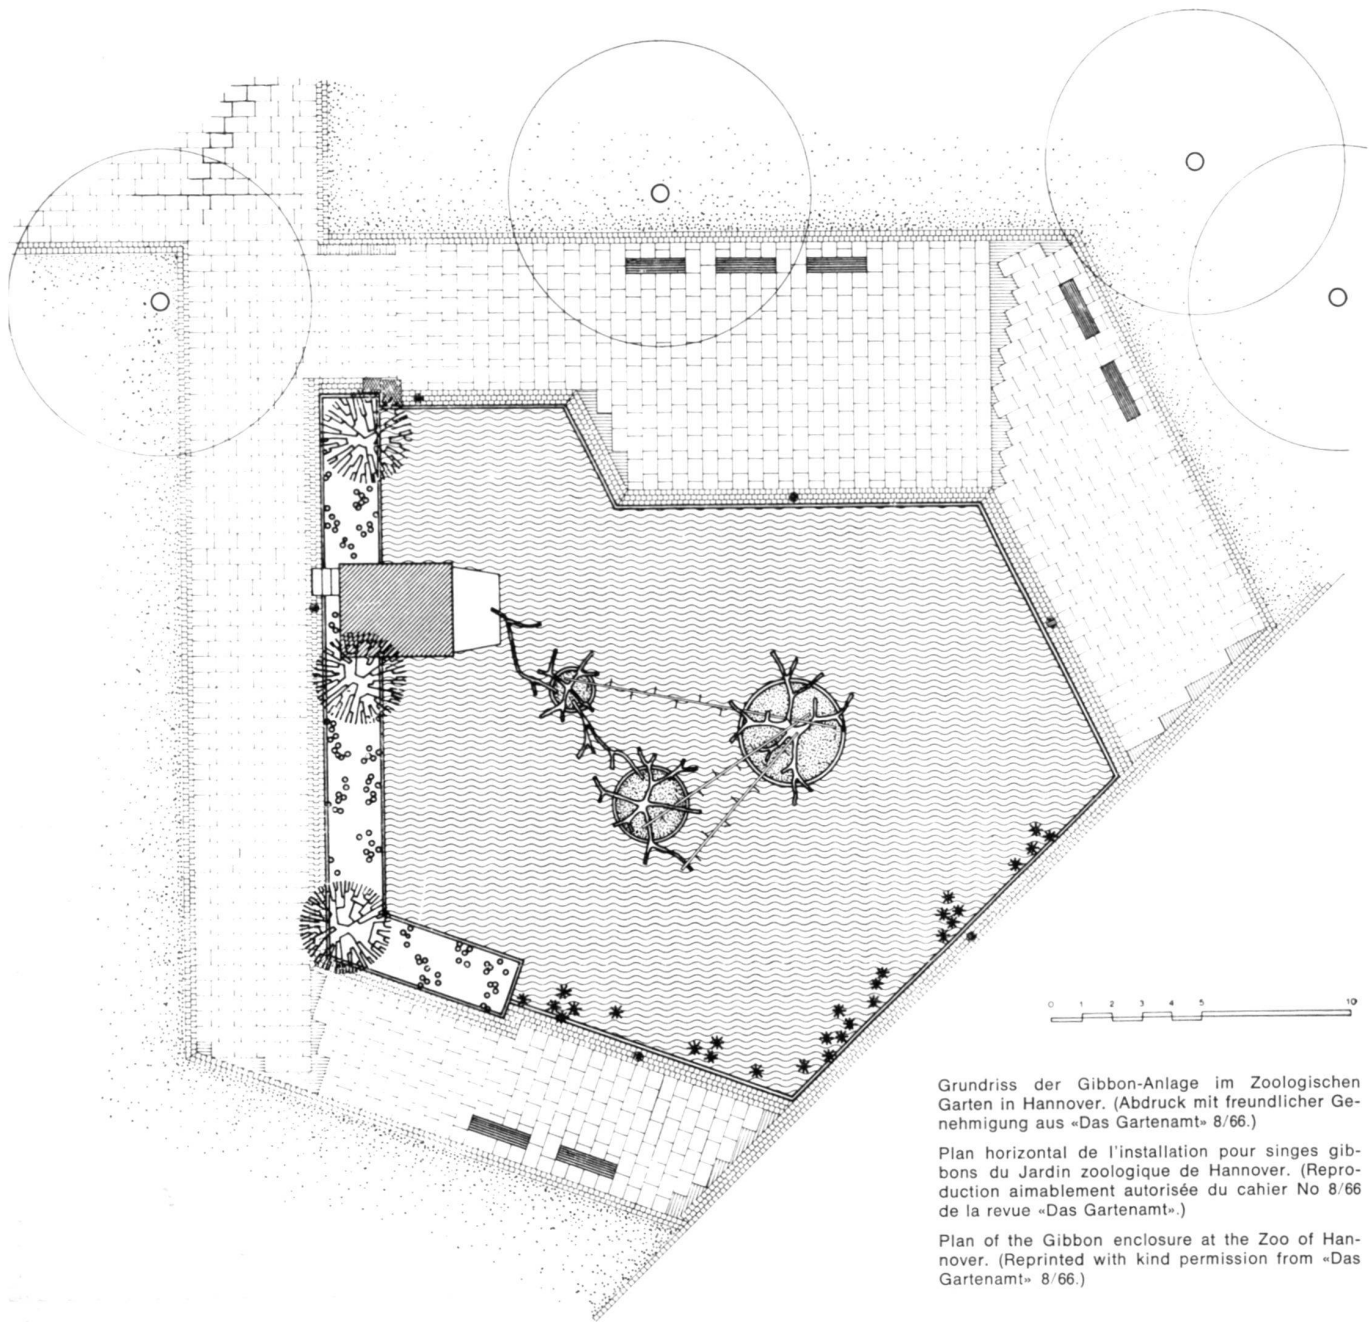 0 1 2 3 4 5 10
Grundriss der Gibbon-Anlage im Zoologischen
Garten in Hannover. (Abdruck mit freundlicher Ge-
nehmigung aus «Das Gartenamt» 8/66.)
Plan horizontal de l'installation pour singes gib-
bons du Jardin zoologique de Hannover. (Repro-
duction aimablement autorisée du cahier No 8/66
de la revue «Das Gartenamt».)
Plan of the Gibbon enclosure at the Zoo of Han-
nover. (Reprinted with kind permission from «Das
Gartenamt» 8/66.)